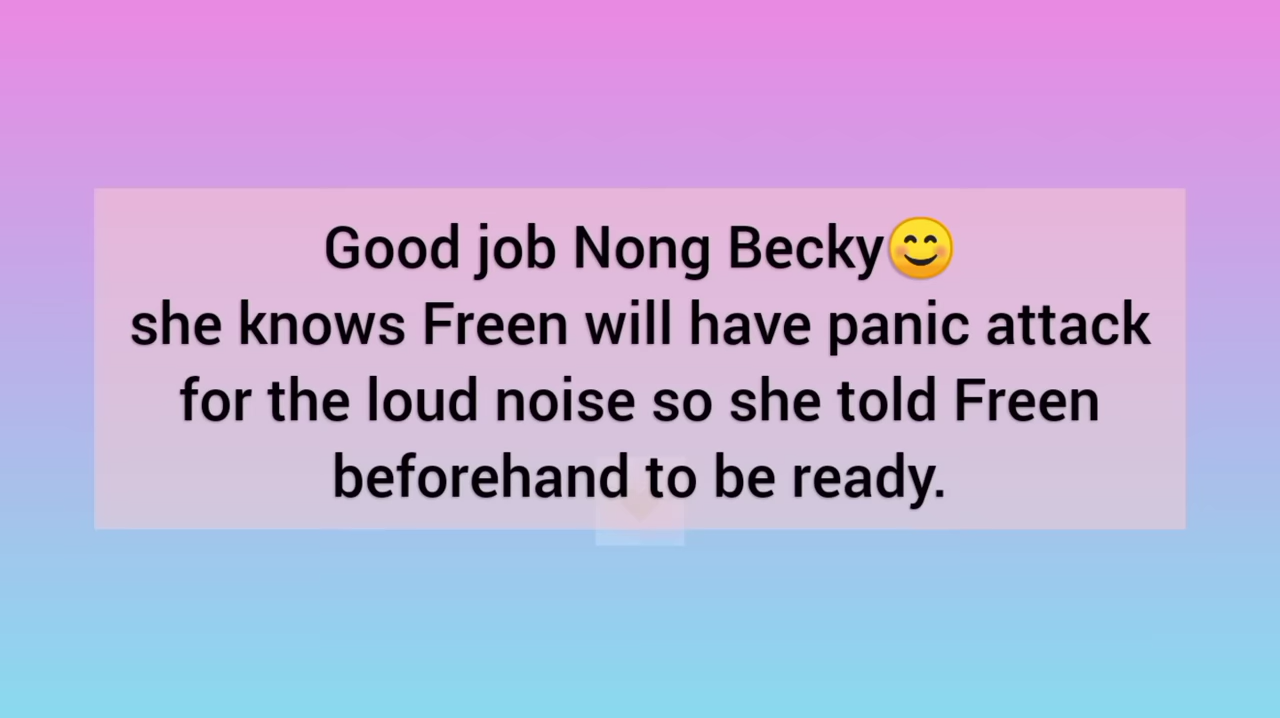 Good job Nong Becky😊
she knows Freen will have panic attack
for the loud noise so she told Freen
beforehand to be ready.